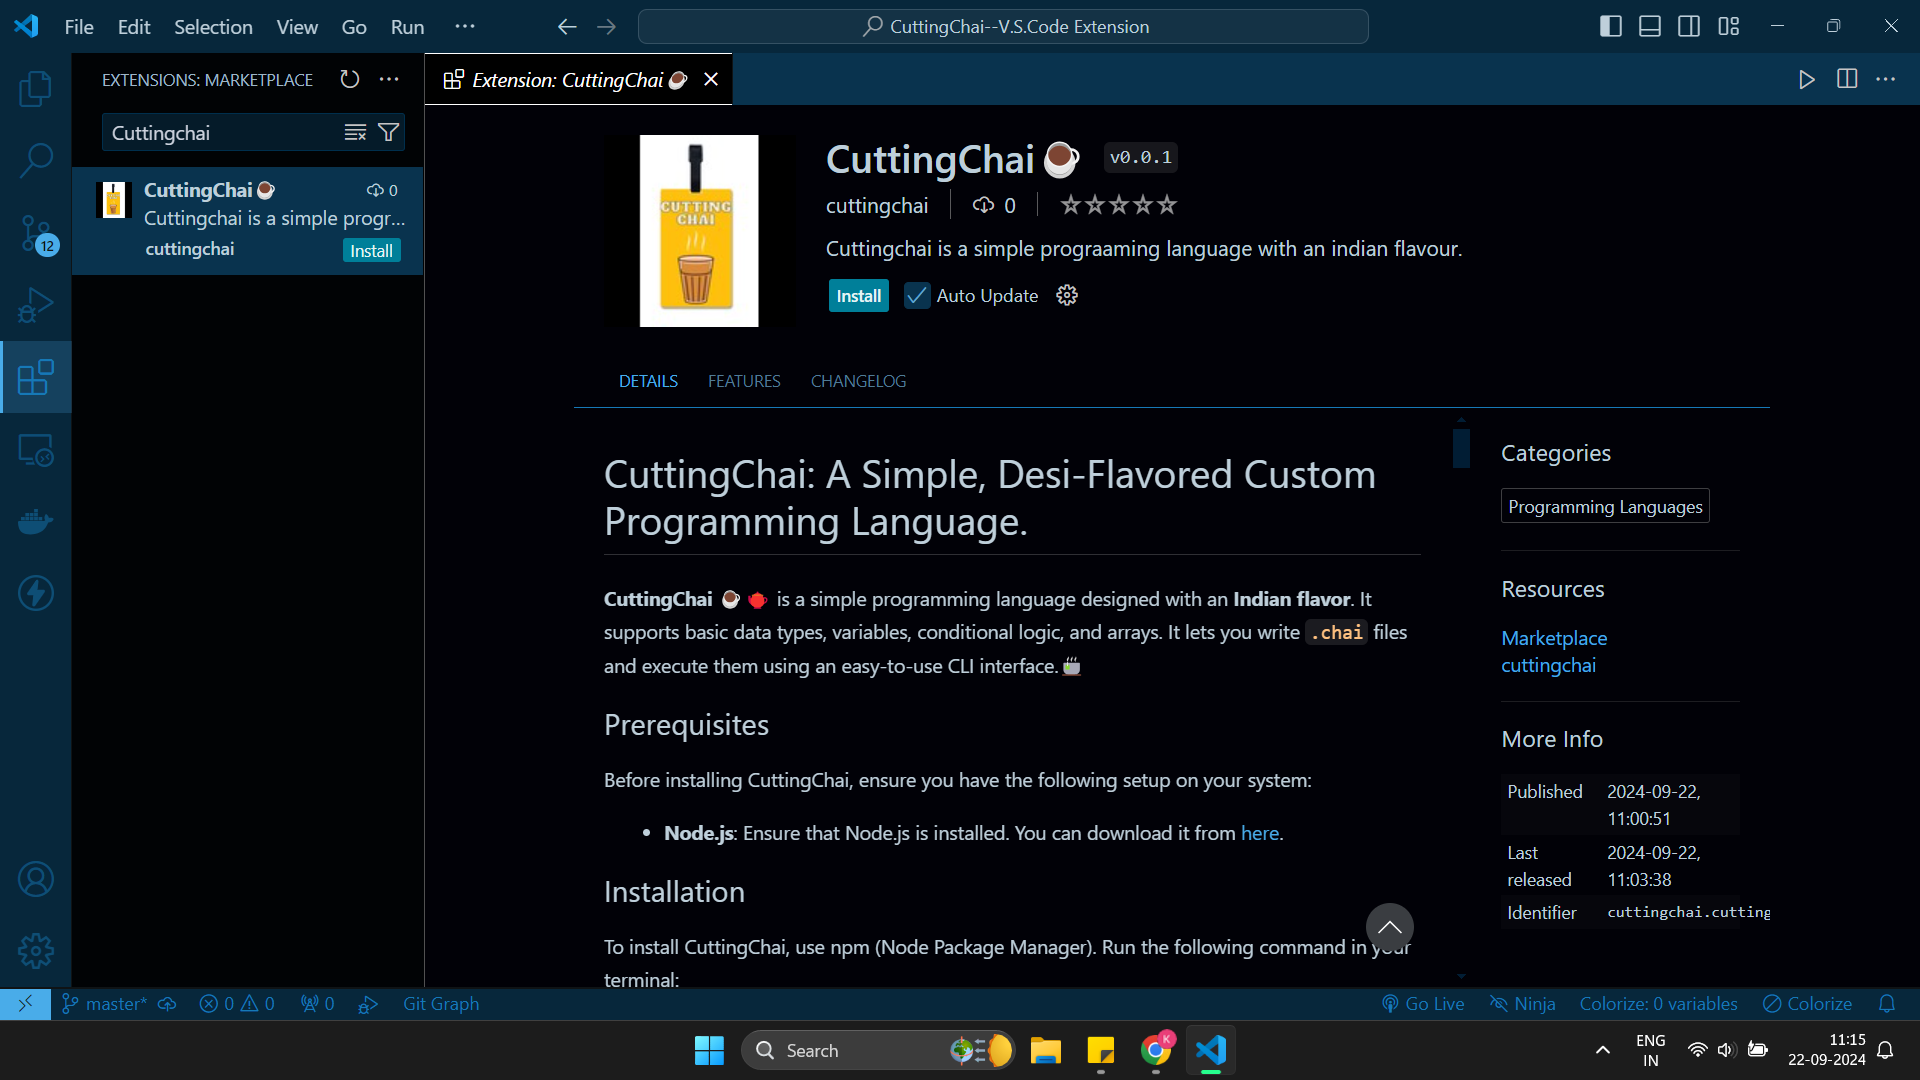 File Edit Selection View Go Run ···
CuttingChai--V.S.Code Extension
EXTENSIONS: MARKETPLACE
Extension: CuttingChai☕
Cuttingchai
CuttingChai☕ 0
Cuttingchai is a simple progr...
cuttingchai Install
12
CUTTING
CHAI
CuttingChai☕ v0.0.1
cuttingchai 0
Cuttingchai is a simple prograaming language with an indian flavour.
Install Auto Update
DETAILS FEATURES CHANGELOG
CuttingChai: A Simple, Desi-Flavored Custom
Programming Language.
CuttingChai ☕🫖 is a simple programming language designed with an Indian flavor. It
supports basic data types, variables, conditional logic, and arrays. It lets you write .chai files
and execute them using an easy-to-use CLI interface.🍵
Prerequisites
Before installing CuttingChai, ensure you have the following setup on your system:
• Node.js: Ensure that Node.js is installed. You can download it from here.
Installation
To install CuttingChai, use npm (Node Package Manager). Run the following command in your
terminal:
Categories
Programming Languages
Resources
Marketplace
cuttingchai
More Info
Published 2024-09-22,
11:00:51
Last 2024-09-22,
released 11:03:38
Identifier cuttingchai.cutting
master* 0 0 0 Git Graph
Go Live Ninja Colorize: 0 variables Colorize
Search
K
ENG
IN
11:15
22-09-2024